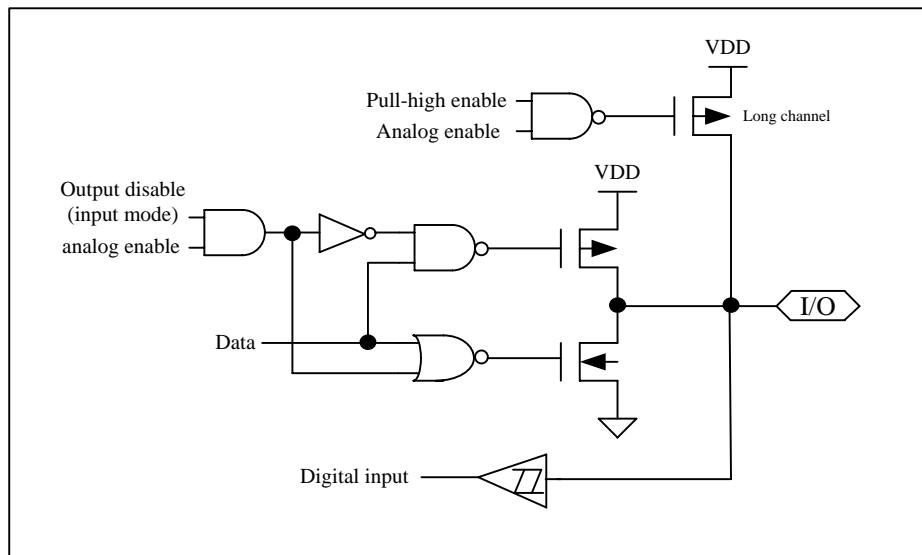 VDD
Pull-high enable
Analog enable
Long channel
VDD
Output disable
(input mode)
analog enable
I/O
Data
Digital input